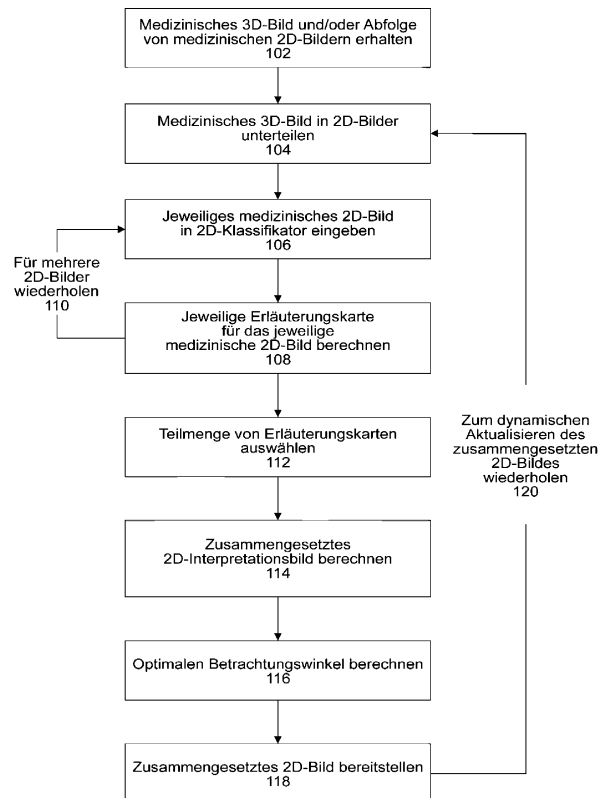 Medizinisches 3D-Bild und/oder Abfolge
von medizinischen 2D-Bildern erhalten
102
Medizinisches 3D-Bild in 2D-Bilder
unterteilen
104
Jeweiliges medizinisches 2D-Bild
in 2D-Klassifikator eingeben
106
Für mehrere
2D-Bilder
wiederholen
110
Jeweilige Erläuterungskarte
für das jeweilige
medizinische 2D-Bild berechnen
108
Teilmenge von Erläuterungskarten
auswählen
112
Zum dynamischen
Aktualisieren des
zusammengesetzten
2D-Bildes
wiederholen
120
Zusammengesetztes
2D-Interpretationsbild berechnen
114
Optimalen Betrachtungswinkel berechnen
116
Zusammengesetztes 2D-Bild bereitstellen
118